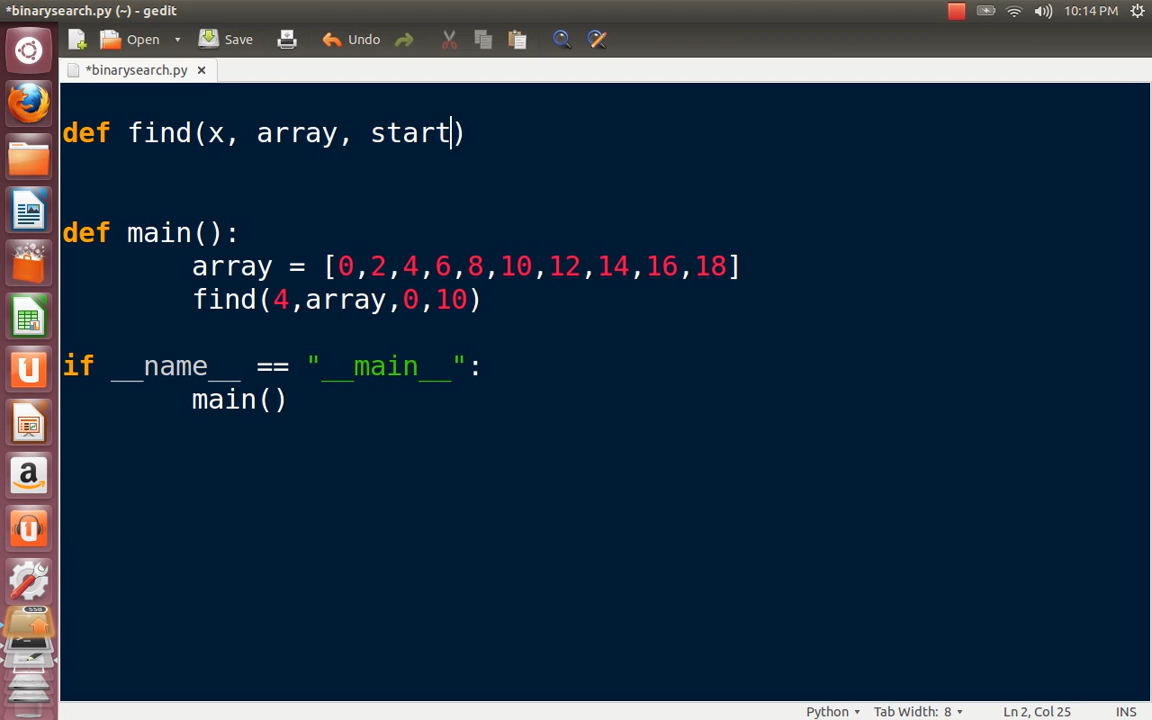 *binarysearch.py (~) - gedit
10:14 PM
Open Save Undo
*binarysearch.py
def find(x, array, start)
def main():
array = [0,2,4,6,8,10,12,14,16,18]
find(4,array,0,10)
if __name__ == "__main__":
main()
Python Tab Width: 8 Ln 2, Col 25 INS